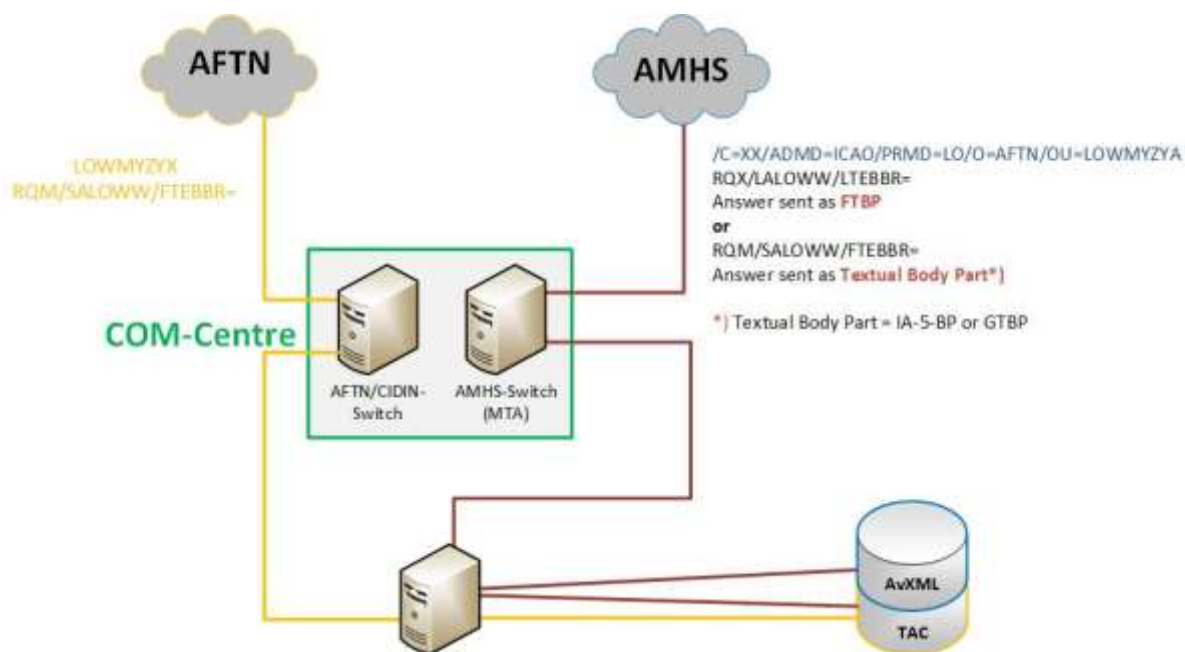 AFTN
AMHS
LOWMYZYX
RQM/SALOWW/FTEBBR=
/C=XX/ADMD=ICAO/PRMD=LO/O=AFTN/OU=LOWMYZYA
RQX/LALOWW/LTEBBR=
Answer sent as FTBP
or
RQM/SALOWW/FTEBBR=
Answer sent as Textual Body Part*)
*) Textual Body Part = IA-5-BP or GTBP
COM-Centre
AFTN/CIDIN-
Switch
AMHS-Switch
(MTA)
AvXML
TAC